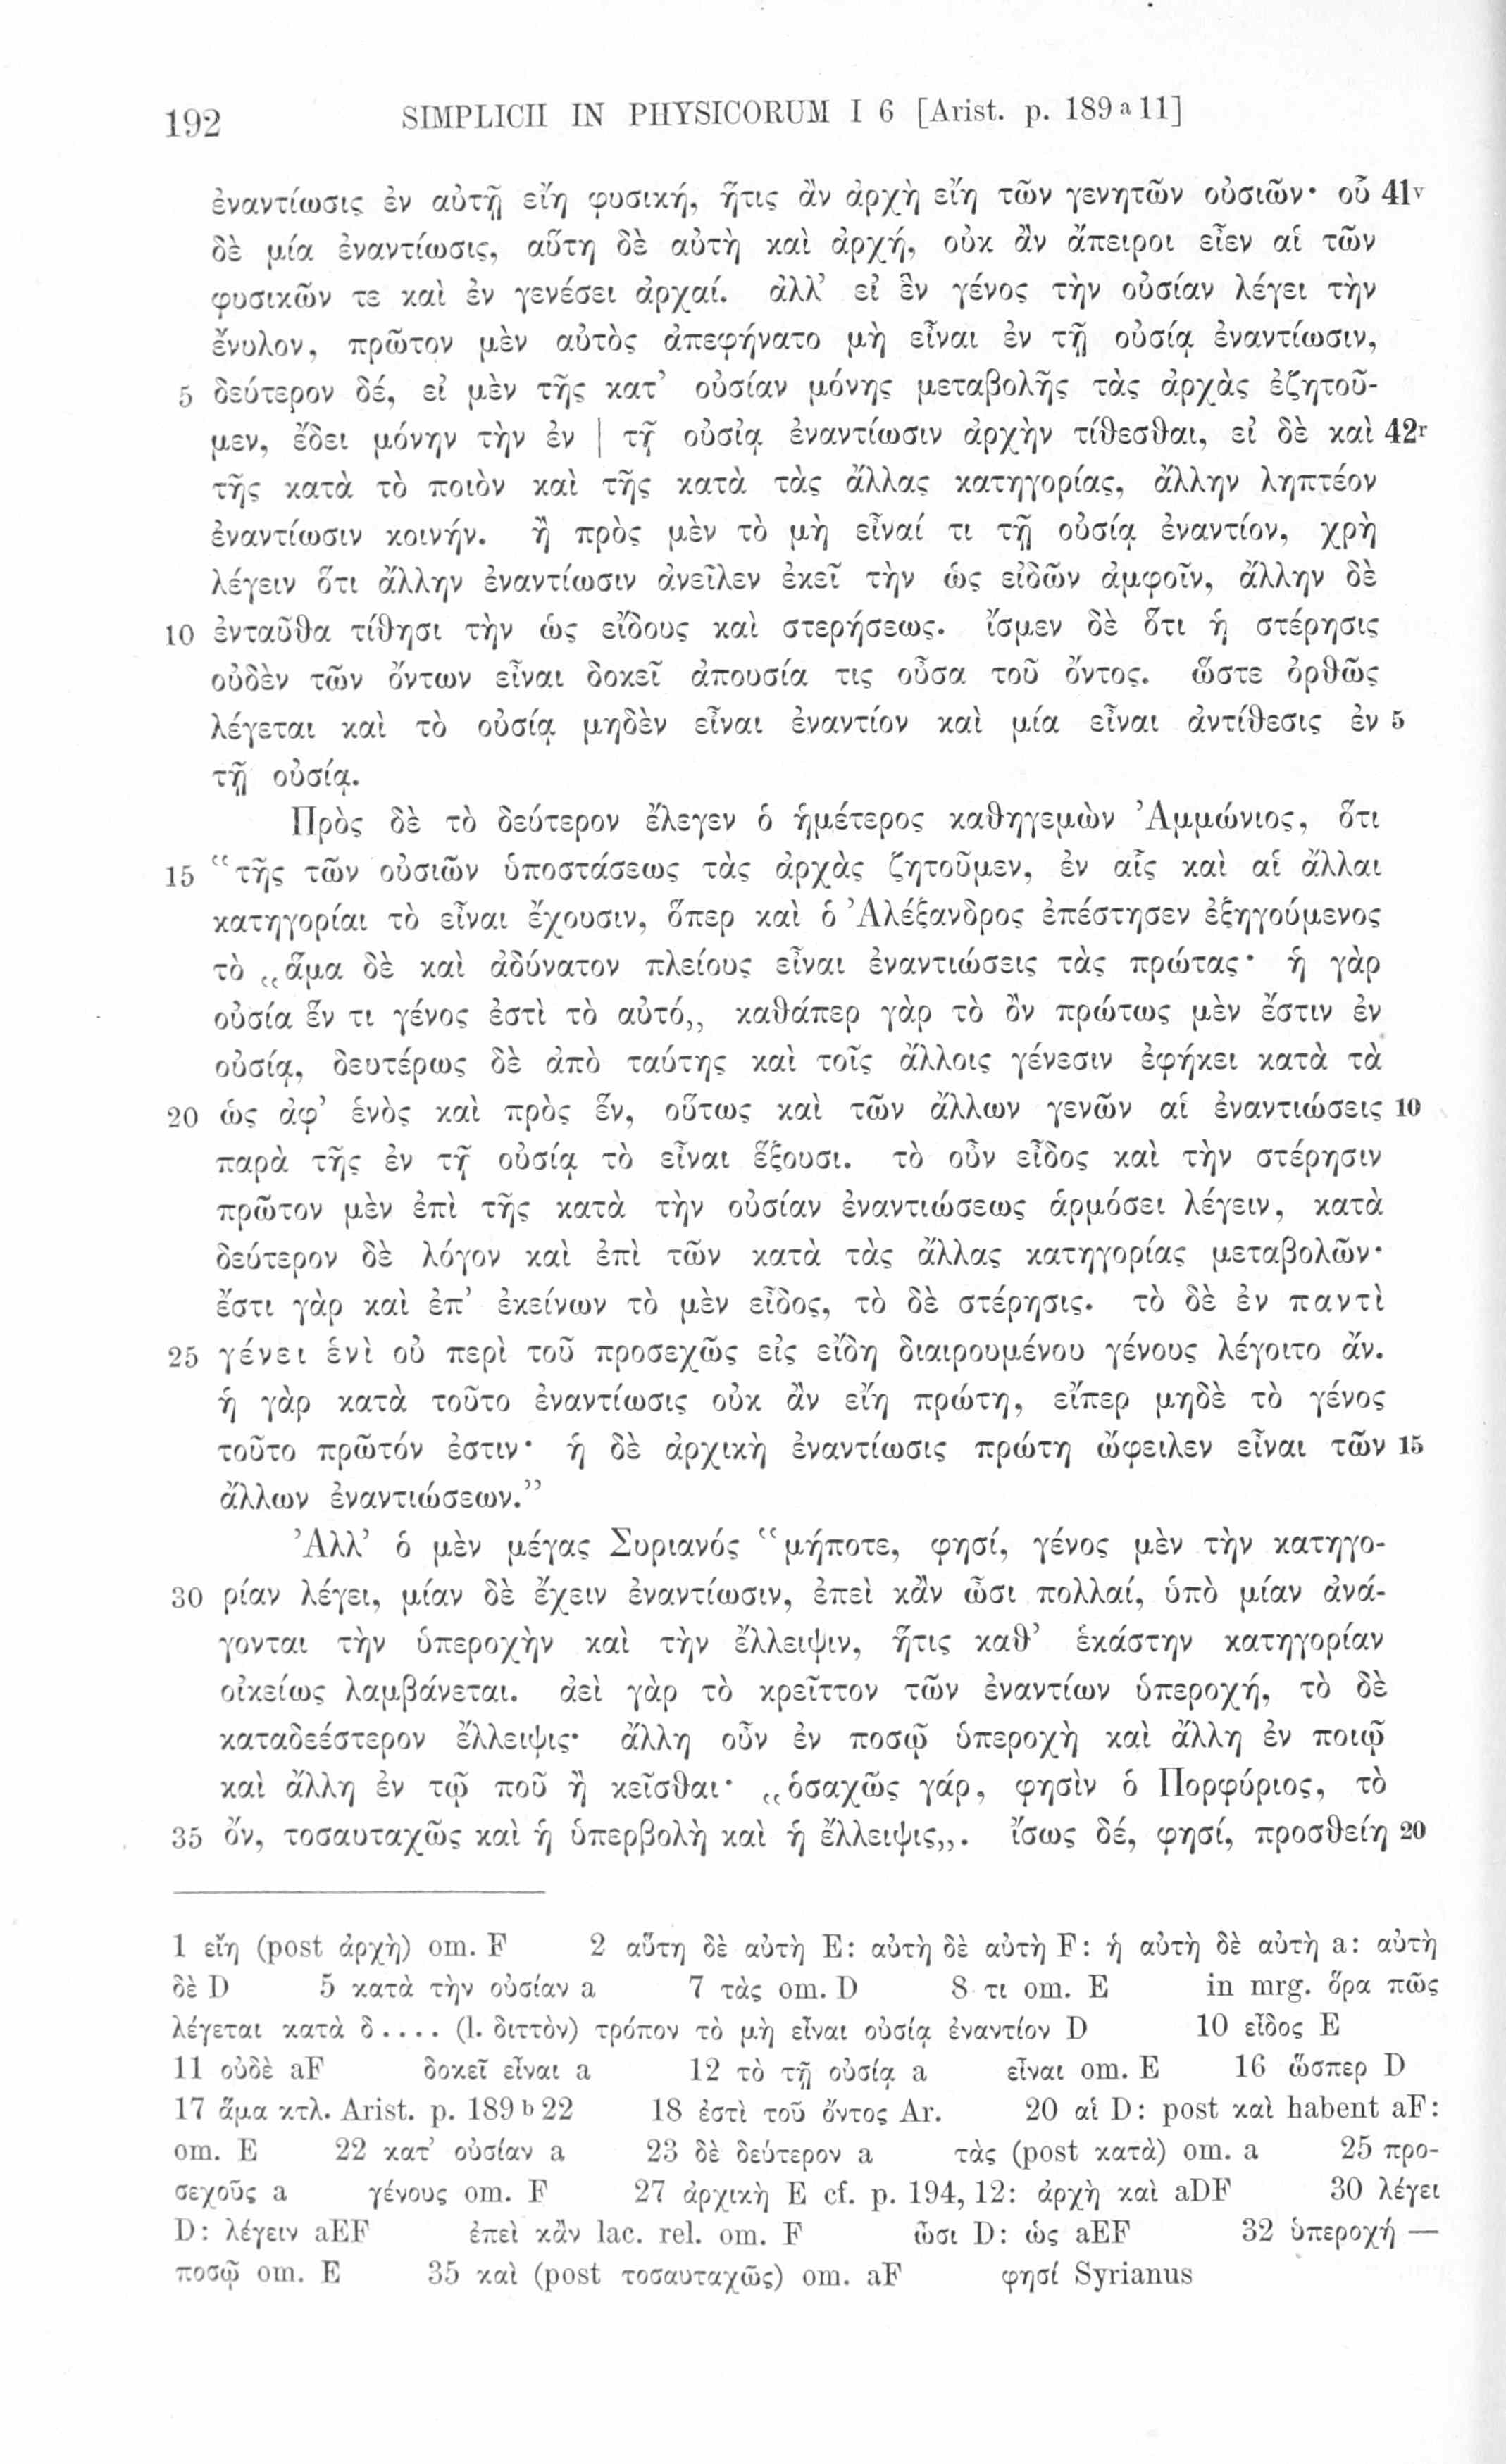 192 SIMPLICII IN PHYSICORUM I 6 [Arist. p. 189 a 11]
ἐναντίωσις ἐν αὐτῇ εἴη φυσική, ἥτις ἂν ἀρχὴ εἴη τῶν γενητῶν οὐσιῶν· οὗ 41v
δὲ μία ἐναντίωσις, αὕτη δὲ αὐτὴ καὶ ἀρχή, οὐκ ἂν ἄπειροι εἶεν αἱ τῶν
φυσικῶν τε καὶ ἐν γενέσει ἀρχαί. ἀλλ’ εἰ ἓν γένος τὴν οὐσίαν λέγει τὴν
ἔνυλον, πρῶτον μὲν αὐτὸς ἀπεφήνατο μὴ εἶναι ἐν τῇ οὐσίᾳ ἐναντίωσιν,
5 δεύτερον δέ, εἰ μὲν τῆς κατ’ οὐσίαν μόνης μεταβολῆς τὰς ἀρχὰς ἐζητοῦ-
μεν, ἔδει μόνην τὴν ἐν | τῇ οὐσίᾳ ἐναντίωσιν ἀρχὴν τίθεσθαι, εἰ δὲ καὶ 42r
τῆς κατὰ τὸ ποιὸν καὶ τῆς κατὰ τὰς ἄλλας κατηγορίας, ἄλλην ληπτέον
ἐναντίωσιν κοινήν. ἢ πρὸς μὲν τὸ μὴ εἶναί τι τῇ οὐσίᾳ ἐναντίον, χρὴ
λέγειν ὅτι ἄλλην ἐναντίωσιν ἀνεῖλεν ἐκεῖ τὴν ὡς εἰδῶν ἀμφοῖν, ἄλλην δὲ
10 ἐνταῦθα τίθησι τὴν ὡς εἴδους καὶ στερήσεως. ἴσμεν δὲ ὅτι ἡ στέρησις
οὐδὲν τῶν ὄντων εἶναι δοκεῖ ἀπουσία τις οὖσα τοῦ ὄντος. ὥστε ὀρθῶς
λέγεται καὶ τὸ οὐσίᾳ μηδὲν εἶναι ἐναντίον καὶ μία εἶναι ἀντίθεσις ἐν 5
τῇ οὐσίᾳ.
Πρὸς δὲ τὸ δεύτερον ἔλεγεν ὁ ἡμέτερος καθηγεμὼν Ἀμμώνιος, ὅτι
15 “τῆς τῶν οὐσιῶν ὑποστάσεως τὰς ἀρχὰς ζητοῦμεν, ἐν αἷς καὶ αἱ ἄλλαι
κατηγορίαι τὸ εἶναι ἔχουσιν, ὅπερ καὶ ὁ Ἀλέξανδρος ἐπέστησεν ἐξηγούμενος
τὸ „ἅμα δὲ καὶ ἀδύνατον πλείους εἶναι ἐναντιώσεις τὰς πρώτας· ἡ γὰρ
οὐσία ἕν τι γένος ἐστὶ τὸ αὐτό„ καθάπερ γὰρ τὸ ὂν πρώτως μὲν ἔστιν ἐν
οὐσίᾳ, δευτέρως δὲ ἀπὸ ταύτης καὶ τοῖς ἄλλοις γένεσιν ἐφήκει κατὰ τὰ
20 ὡς ἀφ’ ἑνὸς καὶ πρὸς ἕν, οὕτως καὶ τῶν ἄλλων γενῶν αἱ ἐναντιώσεις 10
παρὰ τῆς ἐν τῇ οὐσίᾳ τὸ εἶναι ἕξουσι. τὸ οὖν εἶδος καὶ τὴν στέρησιν
πρῶτον μὲν ἐπὶ τῆς κατὰ τὴν οὐσίαν ἐναντιώσεως ἁρμόσει λέγειν, κατὰ
δεύτερον δὲ λόγον καὶ ἐπὶ τῶν κατὰ τὰς ἄλλας κατηγορίας μεταβολῶν·
ἔστι γὰρ καὶ ἐπ’ ἐκείνων τὸ μὲν εἶδος, τὸ δὲ στέρησις. τὸ δὲ ἐν παντὶ
25 γένει ἑνὶ οὐ περὶ τοῦ προσεχῶς εἰς εἴδη διαιρουμένου γένους λέγοιτο ἄν.
ἡ γὰρ κατὰ τοῦτο ἐναντίωσις οὐκ ἂν εἴη πρώτη, εἴπερ μηδὲ τὸ γένος
τοῦτο πρῶτόν ἐστιν· ἡ δὲ ἀρχικὴ ἐναντίωσις πρώτη ὤφειλεν εἶναι τῶν 15
ἄλλων ἐναντιώσεων.”
Ἀλλ’ ὁ μὲν μέγας Συριανός “μήποτε, φησί, γένος μὲν τὴν κατηγο-
30 ρίαν λέγει, μίαν δὲ ἔχειν ἐναντίωσιν, ἐπεὶ κἂν ὦσι πολλαί, ὑπὸ μίαν ἀνά-
γονται τὴν ὑπεροχὴν καὶ τὴν ἔλλειψιν, ἥτις καθ’ ἑκάστην κατηγορίαν
οἰκείως λαμβάνεται. ἀεὶ γὰρ τὸ κρεῖττον τῶν ἐναντίων ὑπεροχή, τὸ δὲ
καταδεέστερον ἔλλειψις· ἄλλη οὖν ἐν ποσῷ ὑπεροχὴ καὶ ἄλλη ἐν ποιῷ
καὶ ἄλλη ἐν τῷ ποῦ ἢ κεῖσθαι· „ὁσαχῶς γάρ, φησὶν ὁ Πορφύριος, τὸ
35 ὄν, τοσαυταχῶς καὶ ἡ ὑπερβολὴ καὶ ἡ ἔλλειψις„. ἴσως δέ, φησί, προσθείη 20
1 εἴη (post ἀρχὴ) om. F 2 αὕτη δὲ αὐτὴ E: αὐτὴ δὲ αὐτὴ F: ἡ αὐτὴ δὲ αὐτὴ a: αὐτὴ
δὲ D 5 κατὰ τὴν οὐσίαν a 7 τὰς om. D 8 τι om. E in mrg. ὅρα πῶς
λέγεται κατὰ δ.... (l. διττὸν) τρόπον τὸ μὴ εἶναι οὐσίᾳ ἐναντίον D 10 εἶδος E
11 οὐδὲ aF δοκεῖ εἶναι a 12 τὸ τῇ οὐσίᾳ a εἶναι om. E 16 ὥσπερ D
17 ἅμα κτλ. Arist. p. 189 b 22 18 ἐστὶ τοῦ ὄντος Ar. 20 αἱ D: post καὶ habent aF:
om. E 22 κατ’ οὐσίαν a 23 δὲ δεύτερον a τὰς (post κατὰ) om. a 25 προ-
σεχοῦς a γένους om. F 27 ἀρχικὴ E cf. p. 194, 12: ἀρχὴ καὶ aDF 30 λέγει
D: λέγειν aEF ἐπεὶ κἂν lac. rel. om. F ὦσι D: ὡς aEF 32 ὑπεροχή —
ποσῷ om. E 35 καὶ (post τοσαυταχῶς) om. aF φησί Syrianus